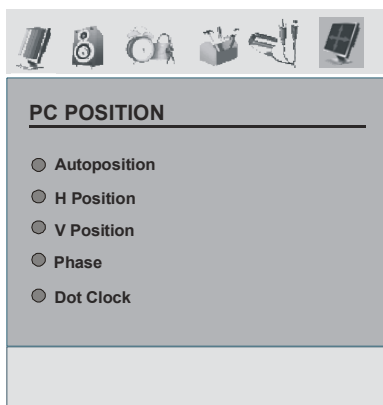 PC POSITION
Autoposition
H Position
V Position
Phase
Dot Clock